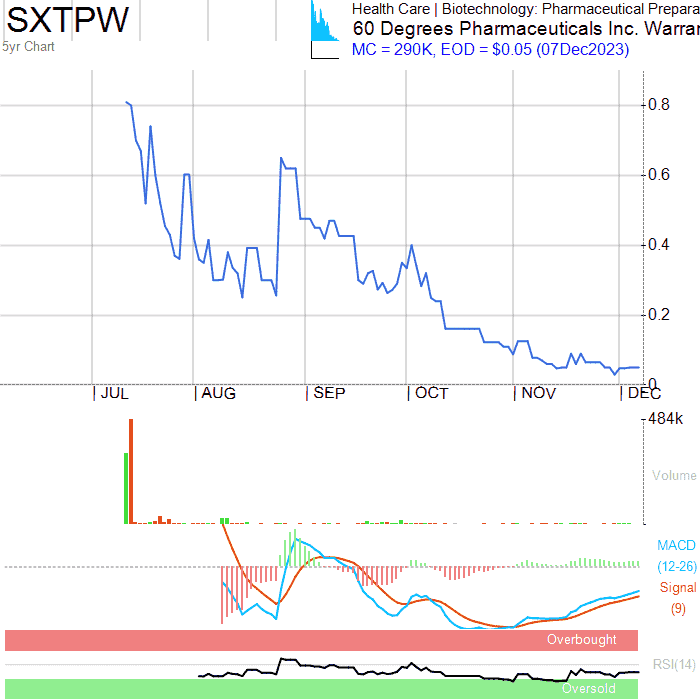 SXTPW
5yr Chart
Health Care | Biotechnology: Pharmaceutical Prepara
60 Degrees Pharmaceuticals Inc. Warran
MC = 290K, EOD = $0.05 (07Dec2023)
0.8
0.6
0.4
0.2
0
JUL AUG SEP OCT NOV DEC
484k
Volume
MACD
(12-26)
Signal
(9)
Overbought
RSI(14)
Oversold